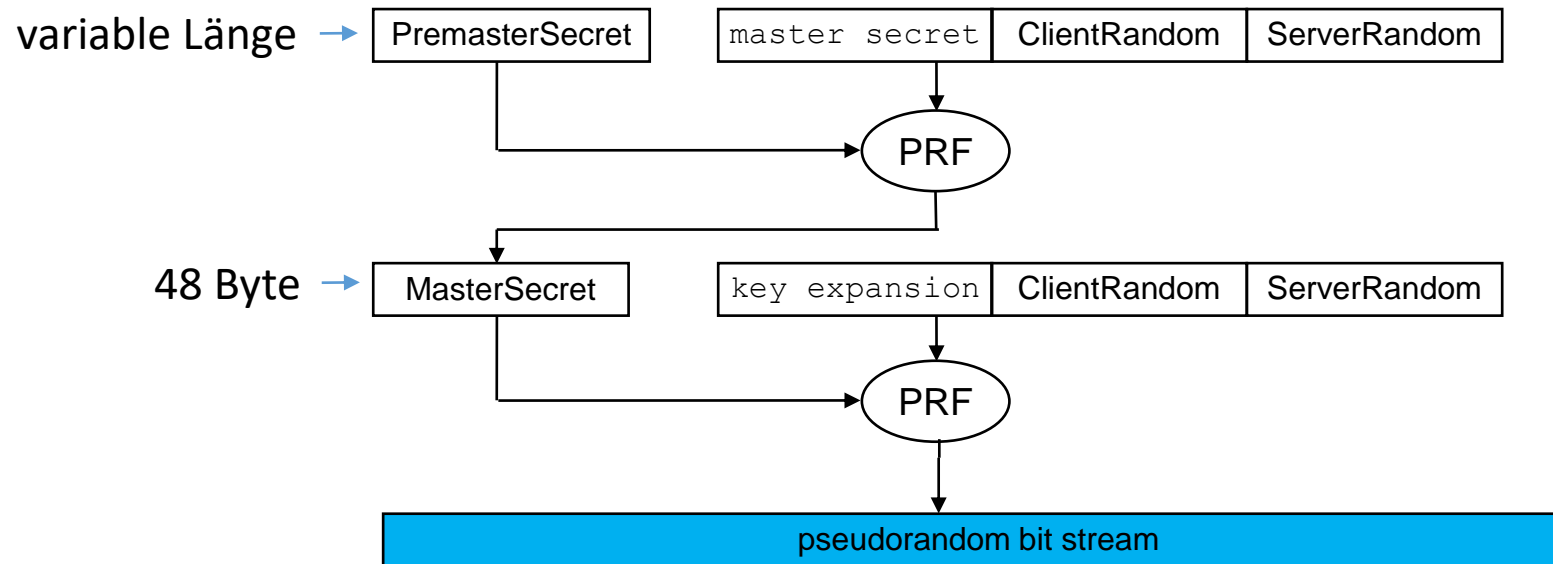 variable Länge PremasterSecret master secret ClientRandom ServerRandom
PRF
48 Byte MasterSecret key expansion ClientRandom ServerRandom
PRF
pseudorandom bit stream